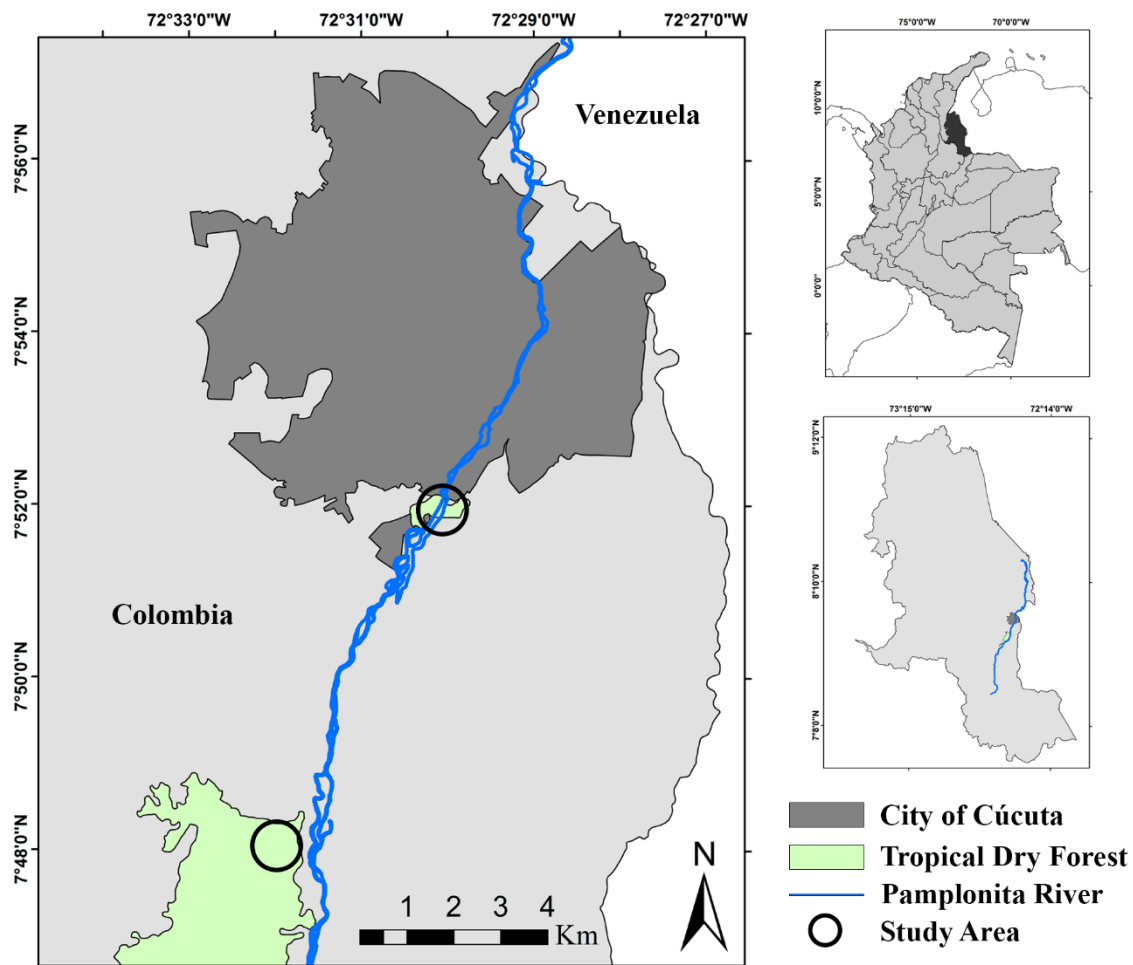 72°33'0"W 72°31'0"W 72°29'0"W 72°27'0"W
7°56'0"N
7°54'0"N
7°52'0"N
7°50'0"N
7°48'0"N
Venezuela
Colombia
1 2 3 4
Km
N
75°0'0"W 70°0'0"W
10°0'0"N
5°0'0"N
0°0'0"
73°15'0"W 72°14'0"W
9°12'0"N
8°10'0"N
7°8'0"N
City of Cúcuta
Tropical Dry Forest
Pamplonita River
Study Area